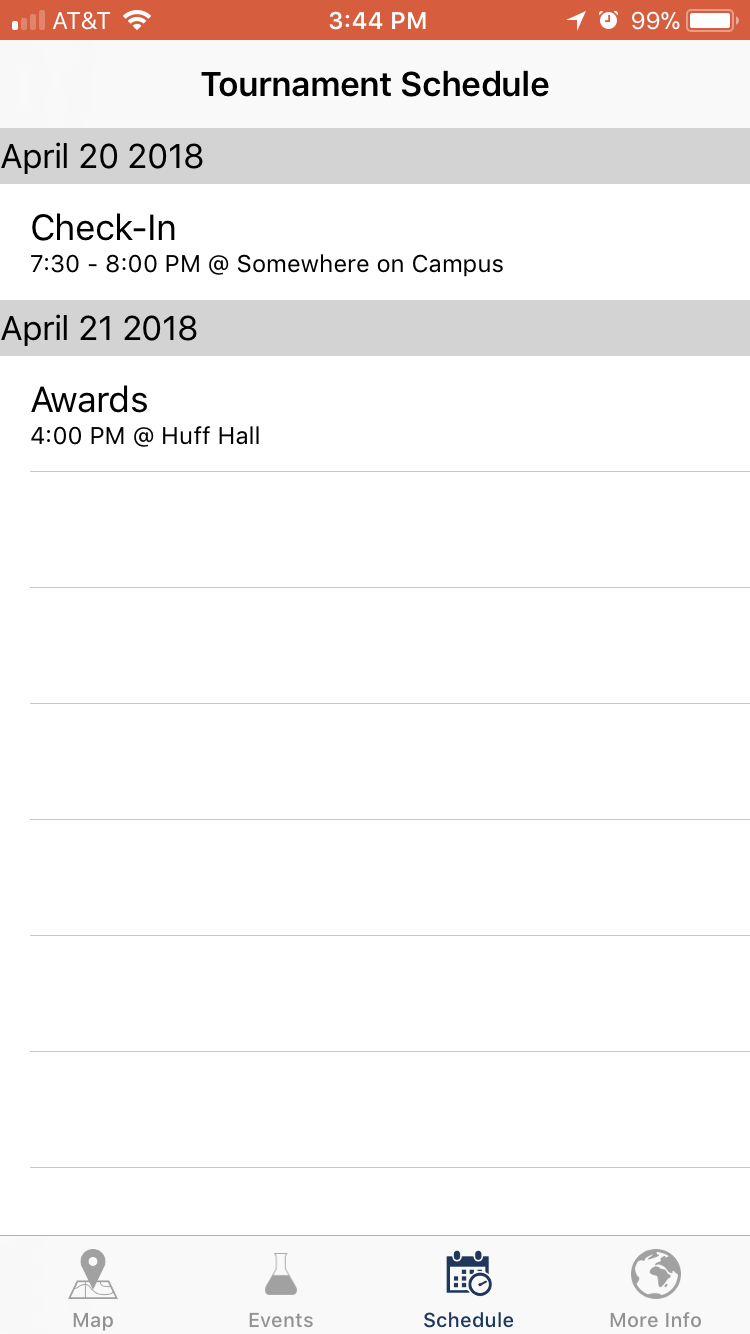 AT&T 3:44 PM 99%
Tournament Schedule
April 20 2018
Check-In
7:30 - 8:00 PM @ Somewhere on Campus
April 21 2018
Awards
4:00 PM @ Huff Hall
Map Events Schedule More Info